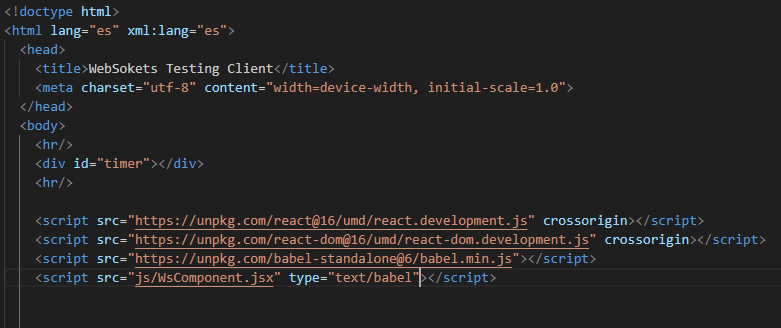 <!doctype html>
<html lang="es" xml:lang="es">
<head>
<title>WebSokets Testing Client</title>
<meta charset="utf-8" content="width=device-width, initial-scale=1.0">
</head>
<body>
<hr/>
<div id="timer"></div>
<hr/>
<script src="https://unpkg.com/react@16/umd/react.development.js" crossorigin></script>
<script src="https://unpkg.com/react-dom@16/umd/react-dom.development.js" crossorigin></script>
<script src="https://unpkg.com/babel-standalone@6/babel.min.js"></script>
<script src="js/WsComponent.jsx" type="text/babel"></script>